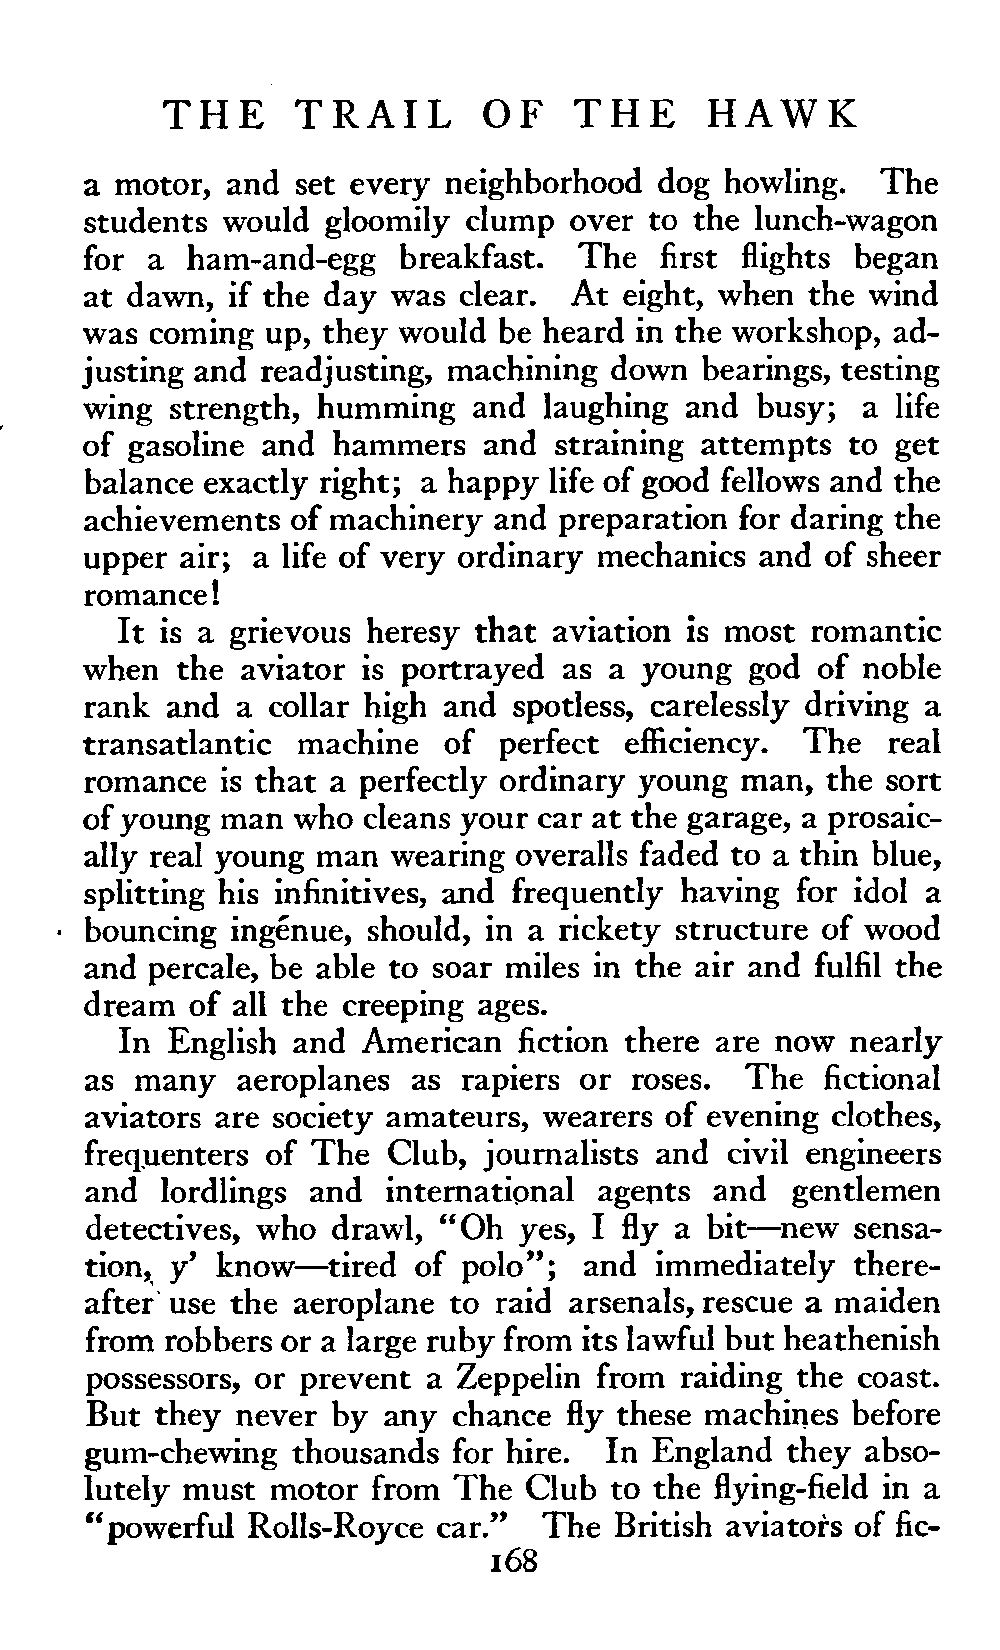 THE TRAIL OF THE HAWK
a motor, and set every neighborhood dog howling. The
students would gloomily clump over to the lunch-wagon
for a ham-and-egg breakfast. The first flights began
at dawn, if the day was clear. At eight, when the wind
was coming up, they would be heard in the workshop, ad-
justing and readjusting, machining down bearings, testing
wing strength, humming and laughing and busy; a life
of gasoline and hammers and straining attempts to get
balance exactly right; a happy life of good fellows and the
achievements of machinery and preparation for daring the
upper air; a life of very ordinary mechanics and of sheer
romance!
It is a grievous heresy that aviation is most romantic
when the aviator is portrayed as a young god of noble
rank and a collar high and spotless, carelessly driving a
transatlantic machine of perfect efficiency. The real
romance is that a perfectly ordinary young man, the sort
of young man who cleans your car at the garage, a prosaic-
ally real young man wearing overalls faded to a thin blue,
splitting his infinitives, and frequently having for idol a
bouncing ingénue, should, in a rickety structure of wood
and percale, be able to soar miles in the air and fulfil the
dream of all the creeping ages.
In English and American fiction there are now nearly
as many aeroplanes as rapiers or roses. The fictional
aviators are society amateurs, wearers of evening clothes,
frequenters of The Club, journalists and civil engineers
and lordlings and international agents and gentlemen
detectives, who drawl, “Oh yes, I fly a bit—new sensa-
tion, y’ know—tired of polo”; and immediately there-
after use the aeroplane to raid arsenals, rescue a maiden
from robbers or a large ruby from its lawful but heathenish
possessors, or prevent a Zeppelin from raiding the coast.
But they never by any chance fly these machines before
gum-chewing thousands for hire. In England they abso-
lutely must motor from The Club to the flying-field in a
“powerful Rolls-Royce car.” The British aviators of fic-
168